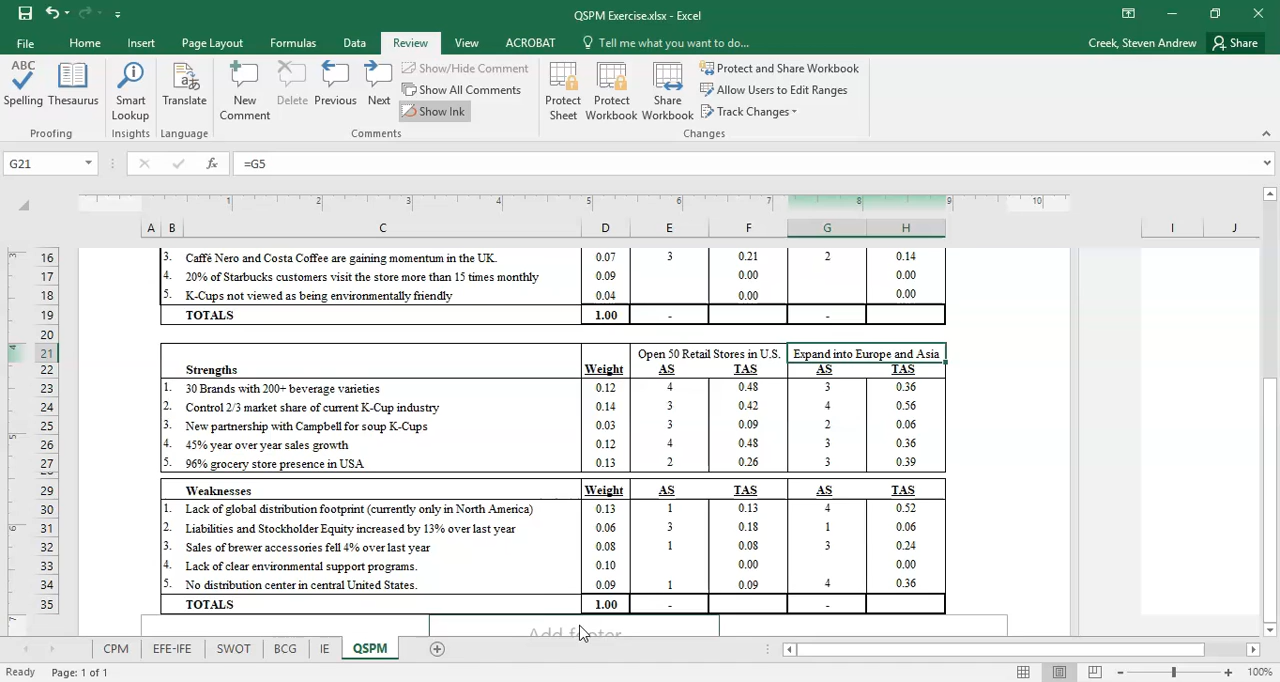 QSPM Exercise.xlsx - Excel
File Home Insert Page Layout Formulas Data Review View ACROBAT Tell me what you want to do... Creek, Steven Andrew Share
ABC
Spelling Thesaurus Smart Lookup Translate New Comment Delete Previous Next Show/Hide Comment Show All Comments Show Ink Protect Sheet Protect Workbook Share Workbook Protect and Share Workbook Allow Users to Edit Ranges Track Changes
Proofing Insights Language Comments Changes
G21 fx =G5
1 2 3 4 5 6 7 8 9 10
A B C D E F G H I J
16 3. Caffé Nero and Costa Coffee are gaining momentum in the UK. 0.07 3 0.21 2 0.14
17 4. 20% of Starbucks customers visit the store more than 15 times monthly 0.09 0.00 0.00
18 5. K-Cups not viewed as being environmentally friendly 0.04 0.00 0.00
19 TOTALS 1.00 - -
20
21 Open 50 Retail Stores in U.S. Expand into Europe and Asia
22 Strengths Weight AS TAS AS TAS
23 1. 30 Brands with 200+ beverage varieties 0.12 4 0.48 3 0.36
24 2. Control 2/3 market share of current K-Cup industry 0.14 3 0.42 4 0.56
25 3. New partnership with Campbell for soup K-Cups 0.03 3 0.09 2 0.06
26 4. 45% year over year sales growth 0.12 4 0.48 3 0.36
27 5. 96% grocery store presence in USA 0.13 2 0.26 3 0.39
29 Weaknesses Weight AS TAS AS TAS
30 1. Lack of global distribution footprint (currently only in North America) 0.13 1 0.13 4 0.52
31 2. Liabilities and Stockholder Equity increased by 13% over last year 0.06 3 0.18 1 0.06
32 3. Sales of brewer accessories fell 4% over last year 0.08 1 0.08 3 0.24
33 4. Lack of clear environmental support programs. 0.10 0.00 0.00
34 5. No distribution center in central United States. 0.09 1 0.09 4 0.36
35 TOTALS 1.00 - -
Add footer
CPM EFE-IFE SWOT BCG IE QSPM
Ready Page: 1 of 1 100%